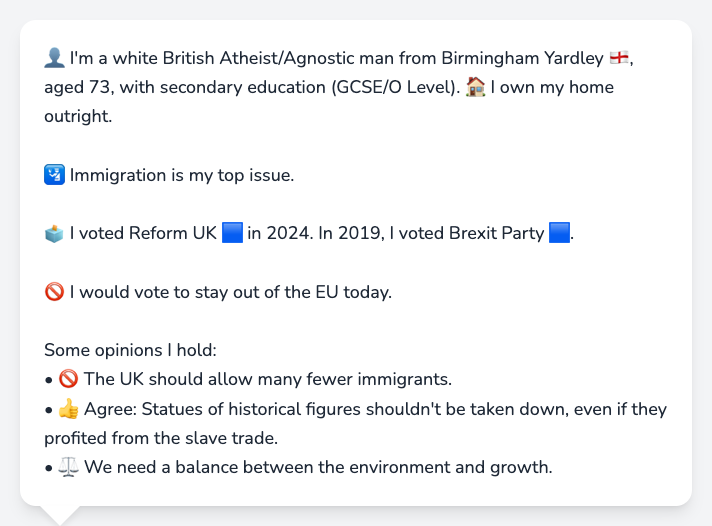 👤 I'm a white British Atheist/Agnostic man from Birmingham Yardley 🏴󠁧󠁢󠁥󠁮󠁧󠁿,
aged 73, with secondary education (GCSE/O Level). 🏠 I own my home
outright.
🛂 Immigration is my top issue.
🗳️ I voted Reform UK 🟦 in 2024. In 2019, I voted Brexit Party 🟦.
🚫 I would vote to stay out of the EU today.
Some opinions I hold:
• 🚫 The UK should allow many fewer immigrants.
• 👍 Agree: Statues of historical figures shouldn't be taken down, even if they
profited from the slave trade.
• ⚖️ We need a balance between the environment and growth.